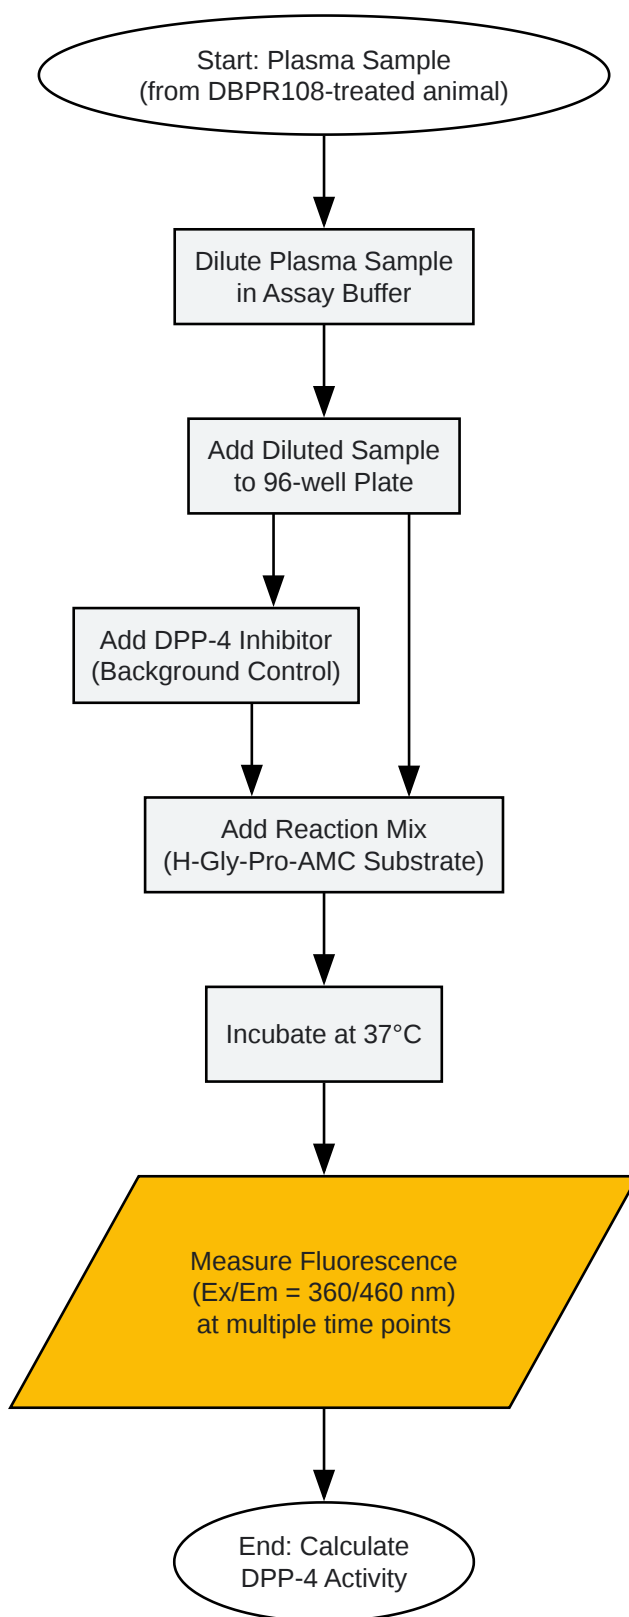 Start: Plasma Sample
(from DBPR108-treated animal)
Dilute Plasma Sample
in Assay Buffer
Add Diluted Sample
to 96-well Plate
Add DPP-4 Inhibitor
(Background Control)
Add Reaction Mix
(H-Gly-Pro-AMC Substrate)
Incubate at 37°C
Measure Fluorescence
(Ex/Em = 360/460 nm)
at multiple time points
End: Calculate
DPP-4 Activity